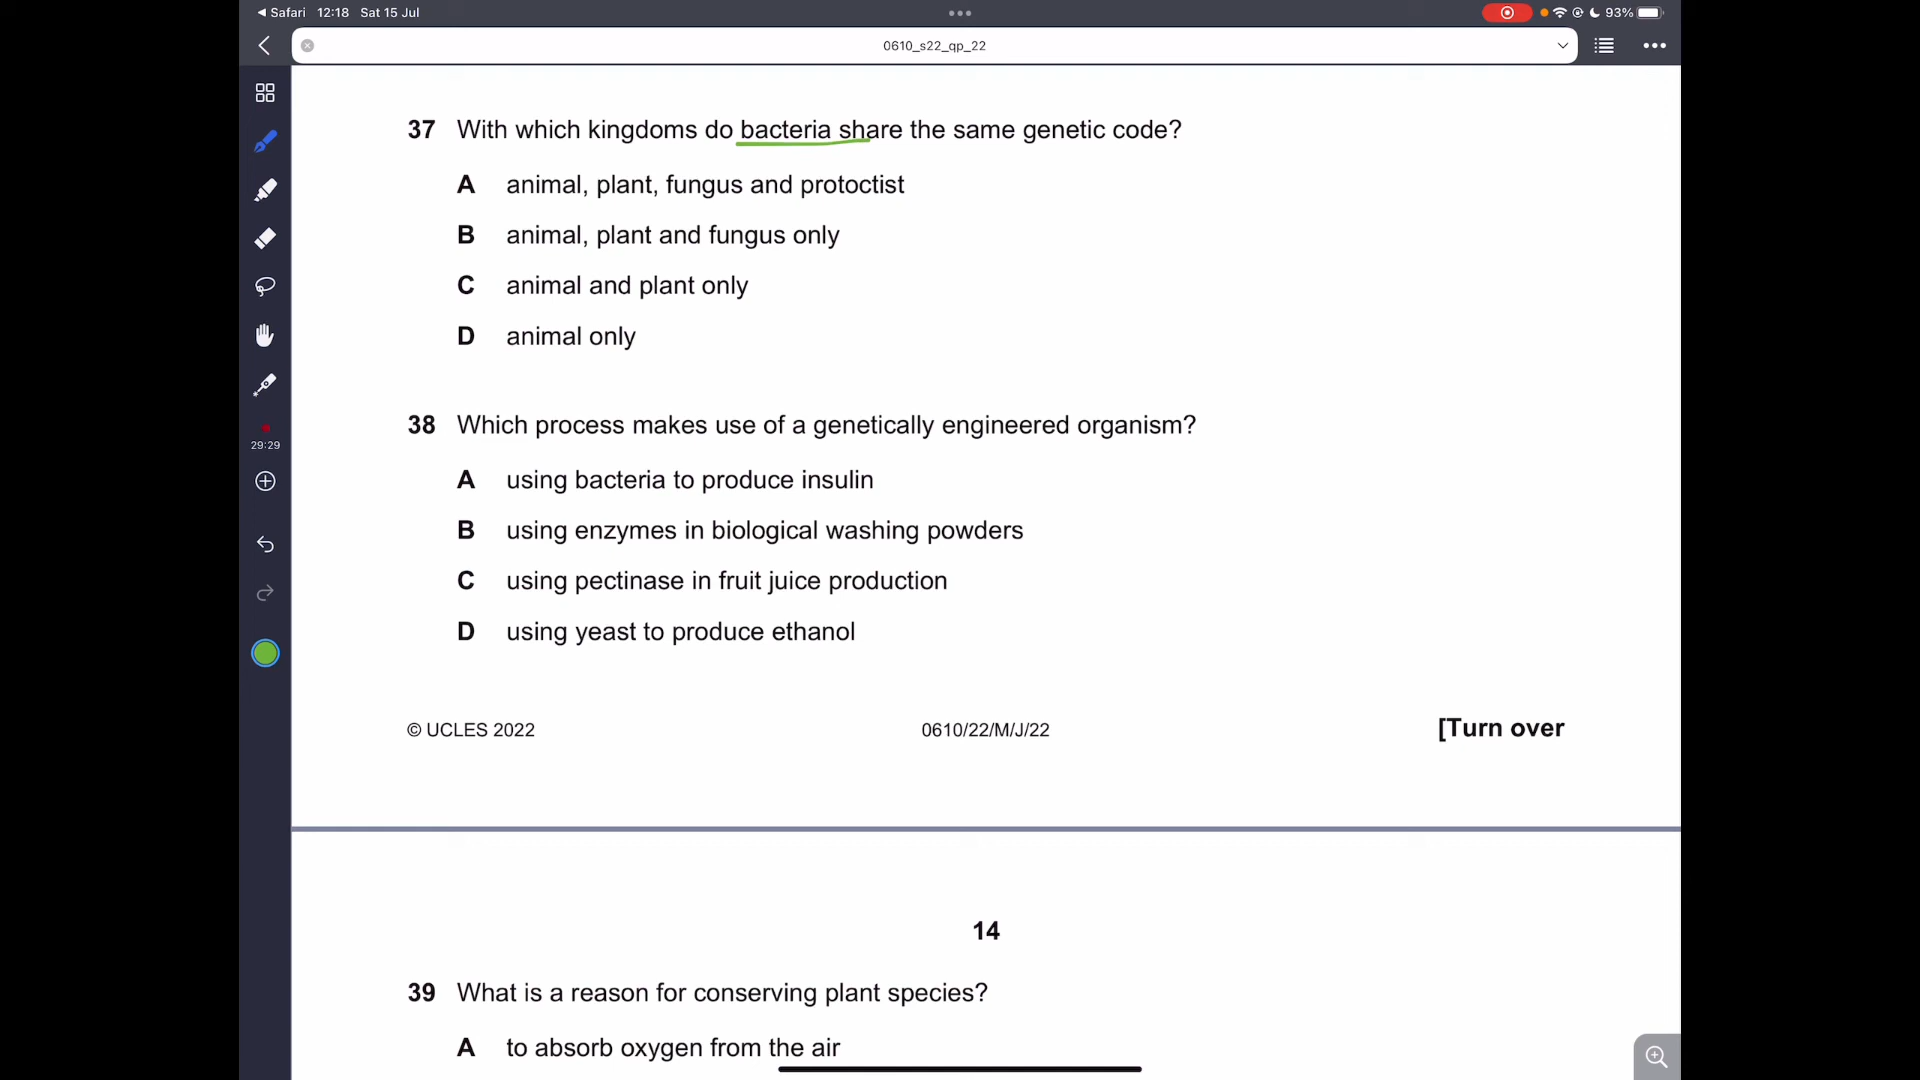 ◀ Safari 12:18 Sat 15 Jul
93%
0610_s22_qp_22
37 With which kingdoms do bacteria share the same genetic code?
A animal, plant, fungus and protoctist
B animal, plant and fungus only
C animal and plant only
D animal only
38 Which process makes use of a genetically engineered organism?
A using bacteria to produce insulin
B using enzymes in biological washing powders
C using pectinase in fruit juice production
D using yeast to produce ethanol
29:29
© UCLES 2022 0610/22/M/J/22 [Turn over
14
39 What is a reason for conserving plant species?
A to absorb oxygen from the air